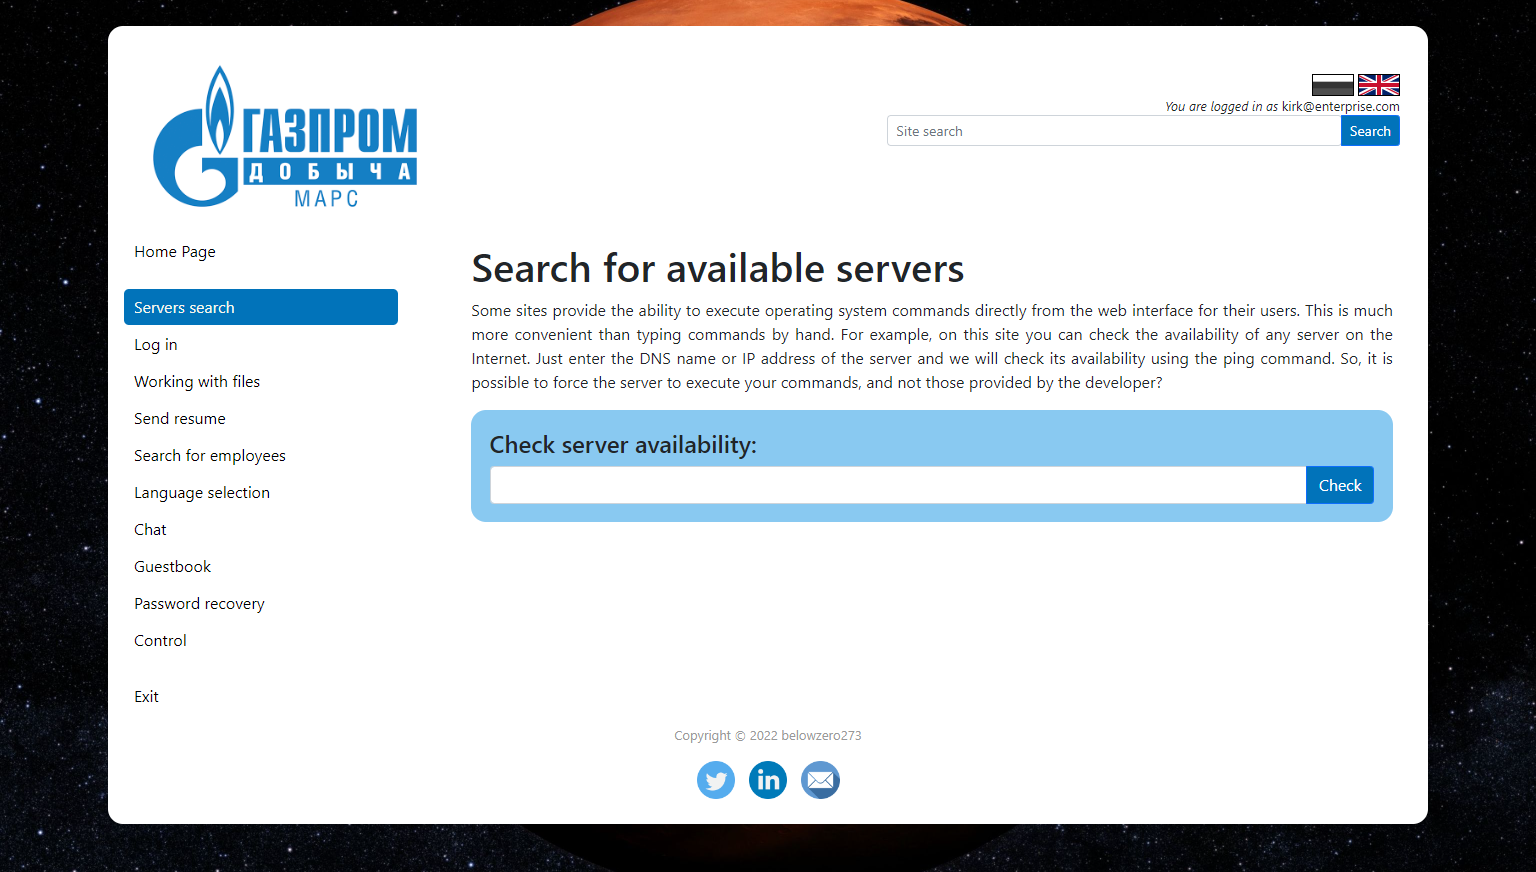 ГАЗПРОМ
ДОБЫЧА
МАРС
You are logged in as kirk@enterprise.com
Site search
Search
Home Page
Servers search
Log in
Working with files
Send resume
Search for employees
Language selection
Chat
Guestbook
Password recovery
Control
Exit
Search for available servers
Some sites provide the ability to execute operating system commands directly from the web interface for their users. This is much
more convenient than typing commands by hand. For example, on this site you can check the availability of any server on the
Internet. Just enter the DNS name or IP address of the server and we will check its availability using the ping command. So, it is
possible to force the server to execute your commands, and not those provided by the developer?
Check server availability:
Check
Copyright © 2022 belowzero273
in